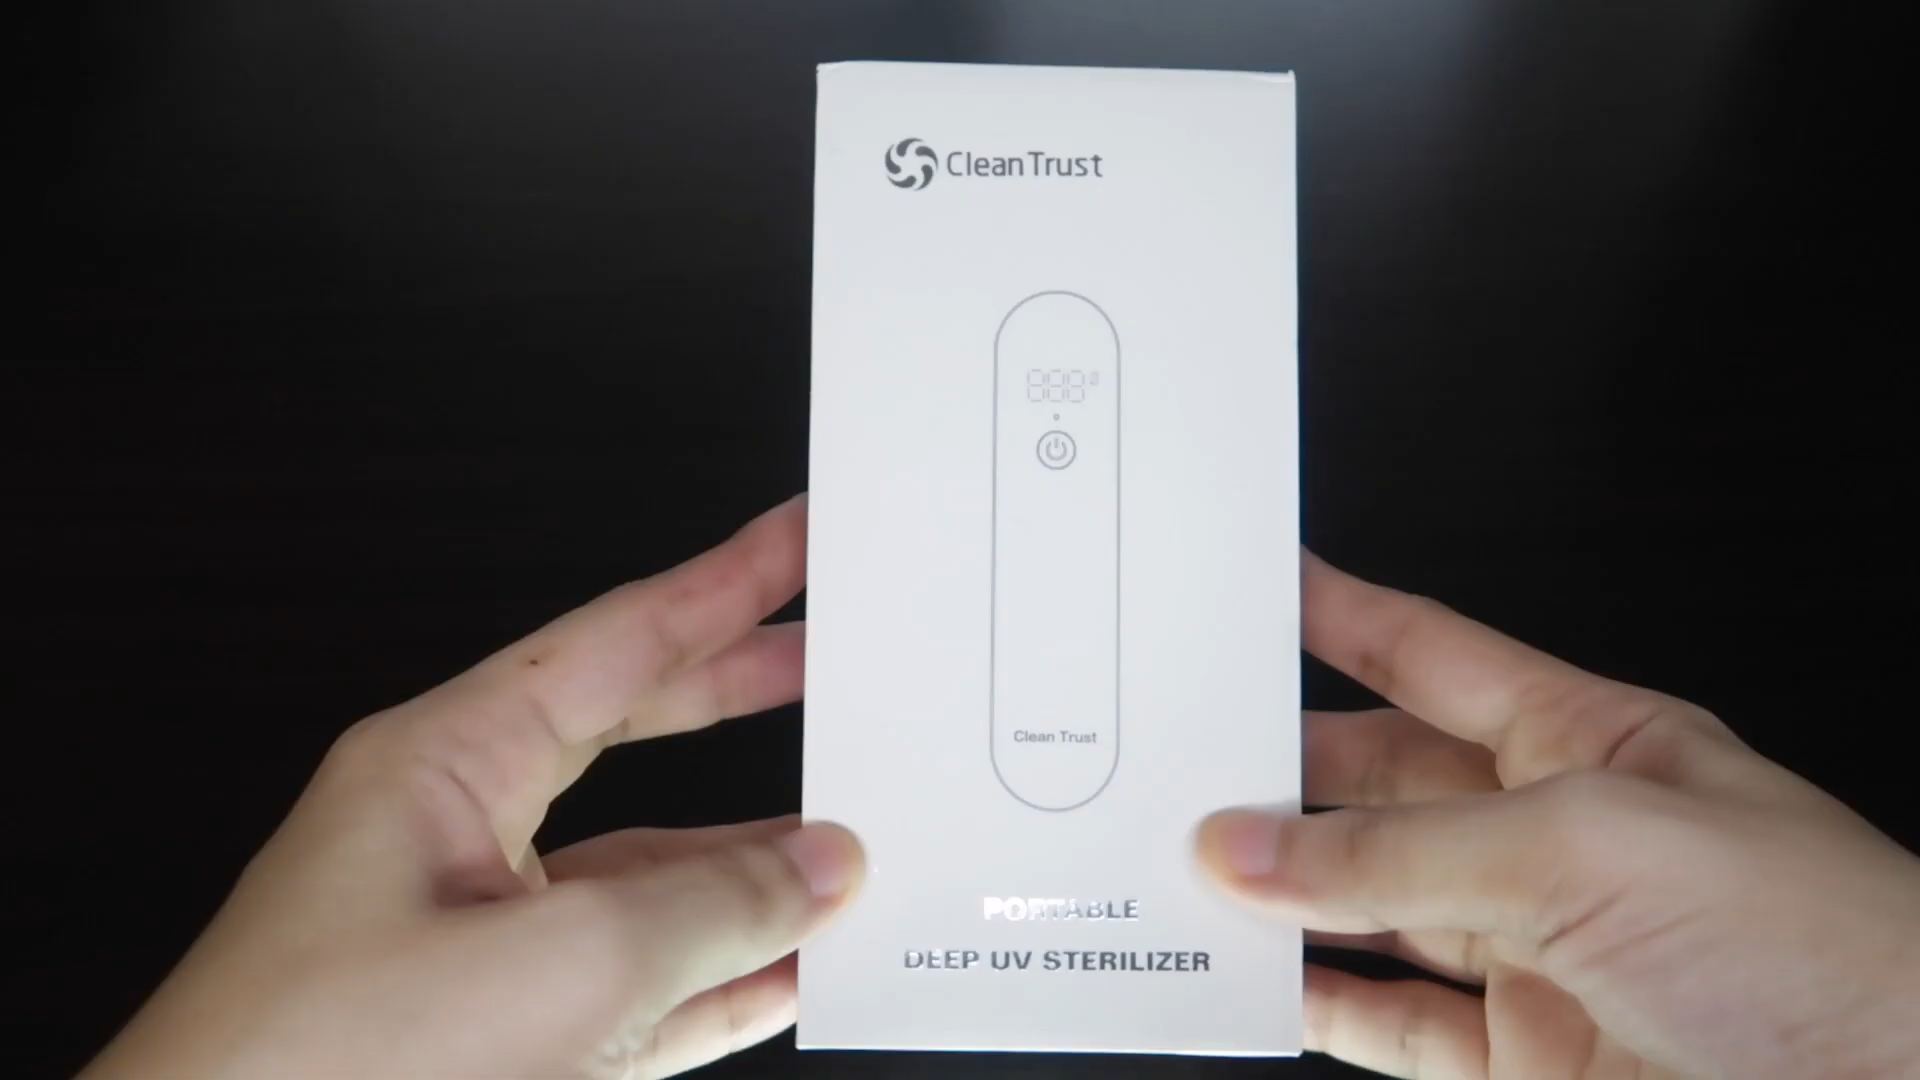 Clean Trust
888
Clean Trust
PORTABLE
DEEP UV STERILIZER